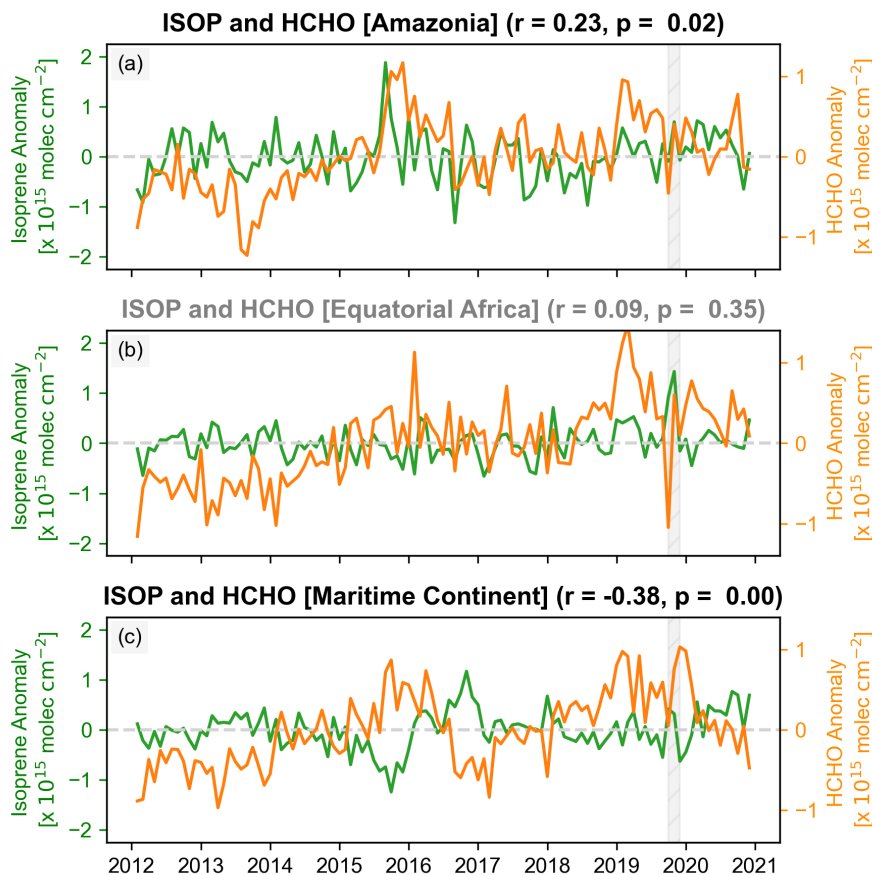 ISOP and HCHO [Amazonia] (r = 0.23, p =  0.02)
(a)
Isoprene Anomaly
[x 10¹⁵ molec cm⁻²]
2
1
0
−1
−2
HCHO Anomaly
[x 10¹⁵ molec cm⁻²]
1
0
−1
ISOP and HCHO [Equatorial Africa] (r = 0.09, p =  0.35)
(b)
Isoprene Anomaly
[x 10¹⁵ molec cm⁻²]
2
1
0
−1
−2
HCHO Anomaly
[x 10¹⁵ molec cm⁻²]
1
0
−1
ISOP and HCHO [Maritime Continent] (r = -0.38, p =  0.00)
(c)
Isoprene Anomaly
[x 10¹⁵ molec cm⁻²]
2
1
0
−1
−2
HCHO Anomaly
[x 10¹⁵ molec cm⁻²]
1
0
−1
2012 2013 2014 2015 2016 2017 2018 2019 2020 2021